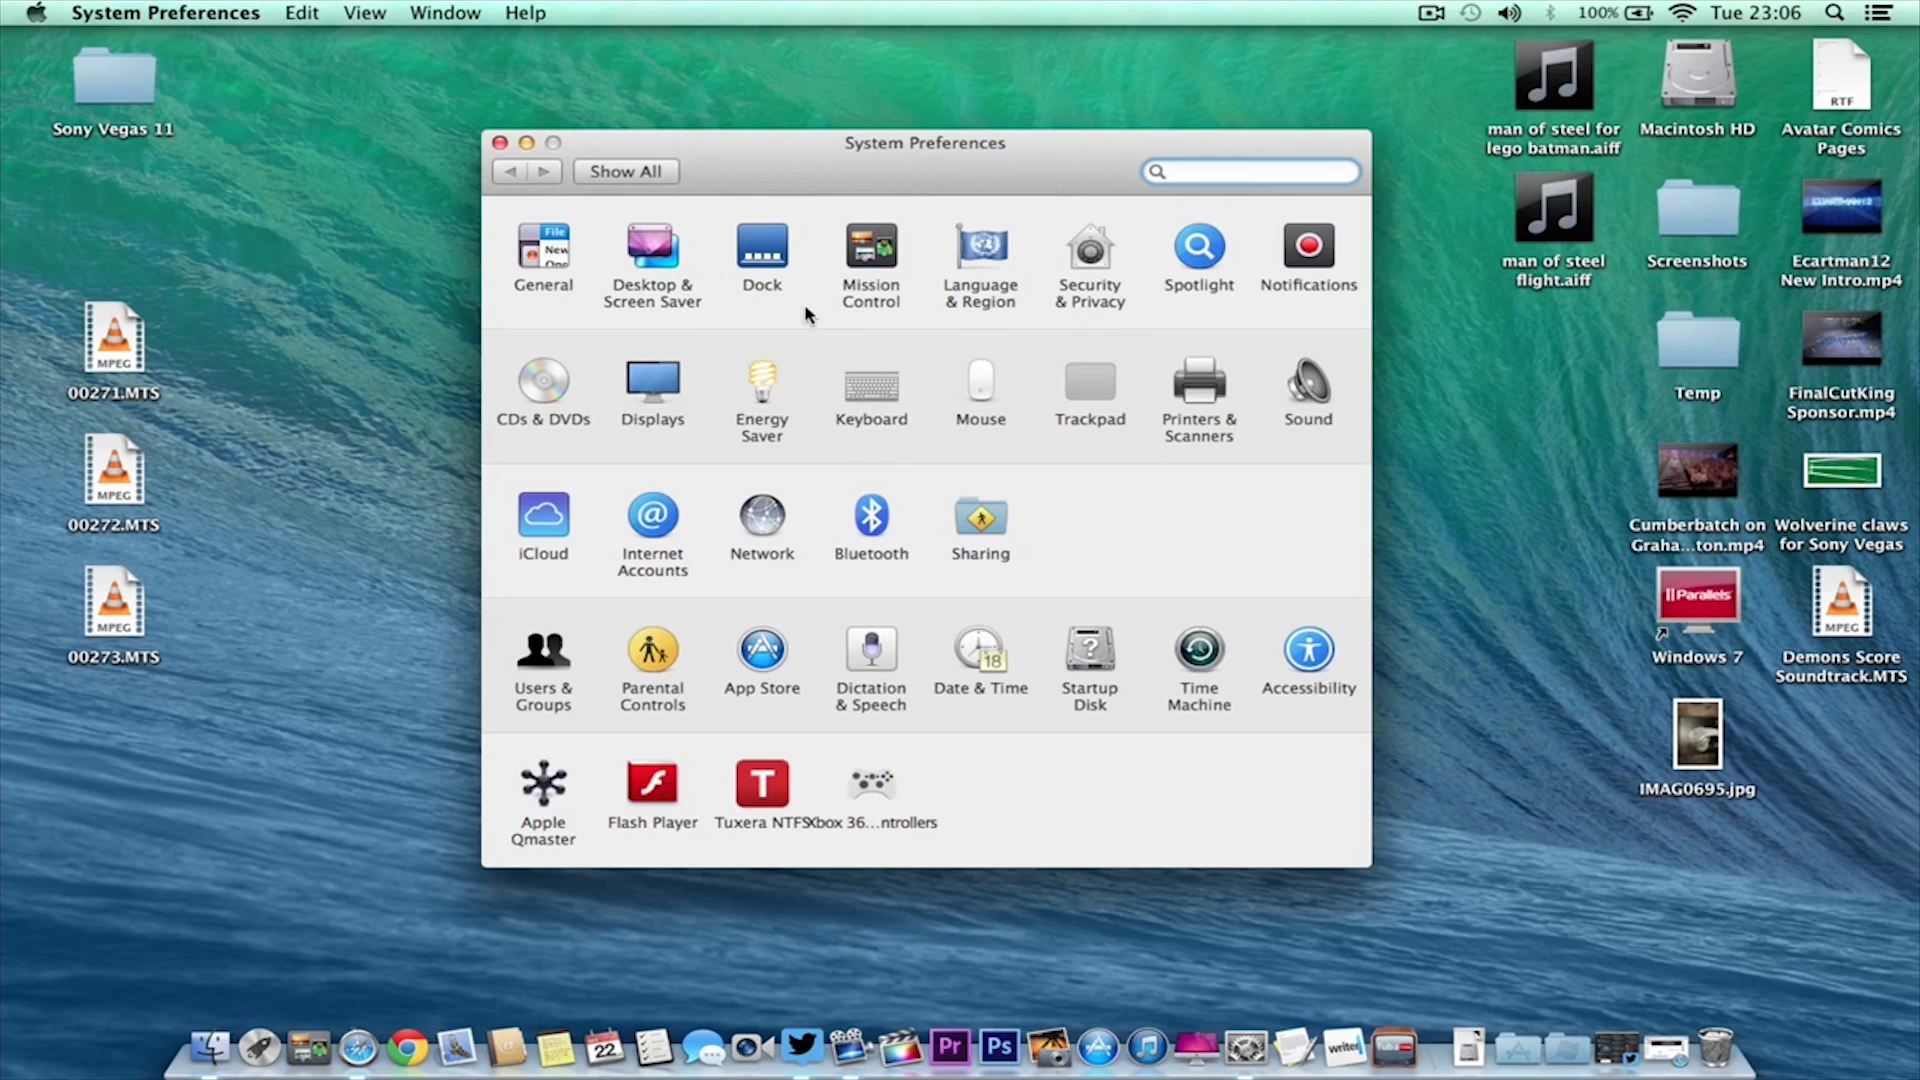 System Preferences Edit View Window Help 100% Tue 23:06
Sony Vegas 11
00271.MTS
00272.MTS
00273.MTS
MPEG
MPEG
MPEG
System Preferences
Show All
File
New
General
Desktop &
Screen Saver
Dock
Mission
Control
Language
& Region
Security
& Privacy
Spotlight
Notifications
CDs & DVDs
Displays
Energy
Saver
Keyboard
Mouse
Trackpad
Printers &
Scanners
Sound
iCloud
@
Internet
Accounts
Network
Bluetooth
Sharing
Users &
Groups
Parental
Controls
App Store
Dictation
& Speech
18
Date & Time
?
Startup
Disk
Time
Machine
Accessibility
Apple
Qmaster
Flash Player
T
Tuxera NTFS
Xbox 36...ntrollers
man of steel for
lego batman.aiff
Macintosh HD
RTF
Avatar Comics
Pages
man of steel
flight.aiff
Screenshots
Ecartman12
New Intro.mp4
Temp
FinalCutKing
Sponsor.mp4
Cumberbatch on
Graha...ton.mp4
Wolverine claws
for Sony Vegas
Parallels
Windows 7
MPEG
Demons Score
Soundtrack.MTS
IMAG0695.jpg
22
Pr
Ps
writer